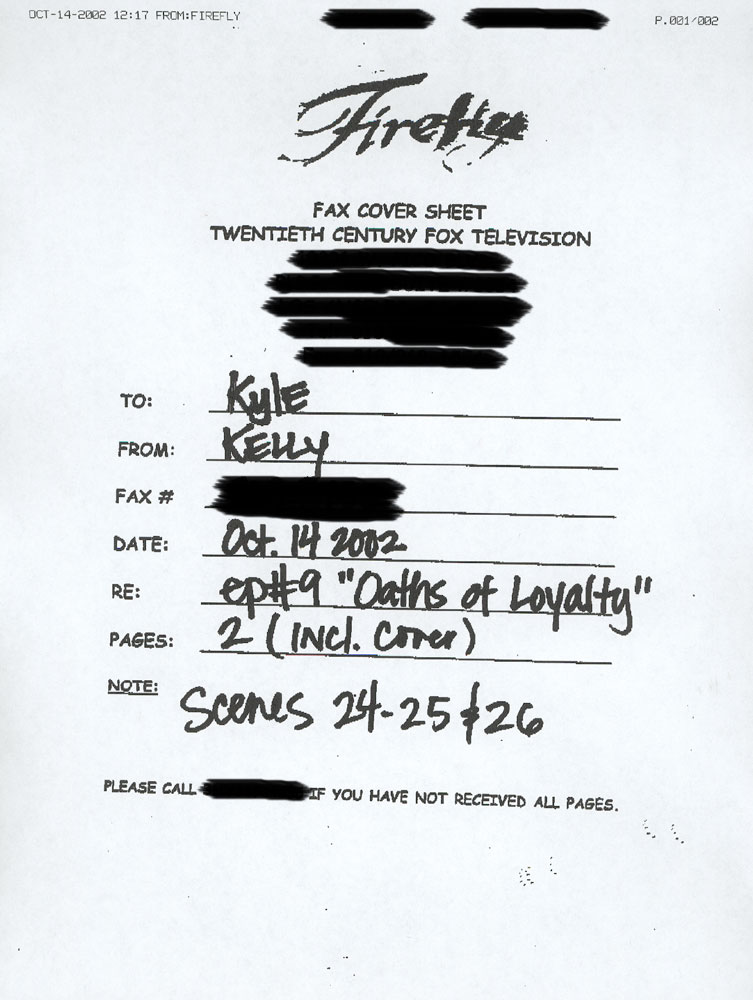 OCT-14-2002 12:17 FROM:FIREFLY P.001/002
Firefly
FAX COVER SHEET
TWENTIETH CENTURY FOX TELEVISION
TO: Kyle
FROM: KELLY
FAX #
DATE: Oct. 14 2002
RE: ep#9 "Oaths of Loyalty"
PAGES: 2 (INCl. Cover)
NOTE: Scenes 24-25 & 26
PLEASE CALL IF YOU HAVE NOT RECEIVED ALL PAGES.